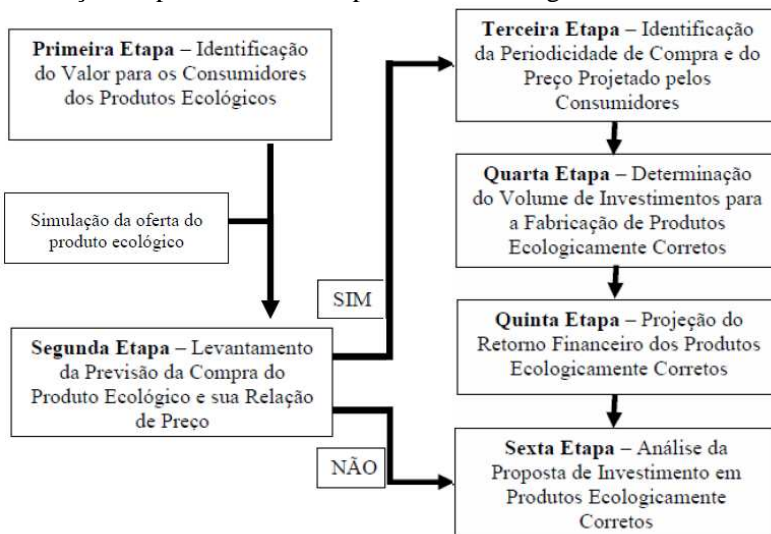 Primeira Etapa – Identificação
do Valor para os Consumidores
dos Produtos Ecológicos
Simulação da oferta do
produto ecológico
Segunda Etapa – Levantamento
da Previsão da Compra do
Produto Ecológico e sua Relação
de Preço
SIM
NÃO
Terceira Etapa – Identificação
da Periodicidade de Compra e do
Preço Projetado pelos
Consumidores
Quarta Etapa – Determinação
do Volume de Investimentos para
a Fabricação de Produtos
Ecologicamente Corretos
Quinta Etapa – Projeção do
Retorno Financeiro dos Produtos
Ecologicamente Corretos
Sexta Etapa – Análise da
Proposta de Investimento em
Produtos Ecologicamente
Corretos